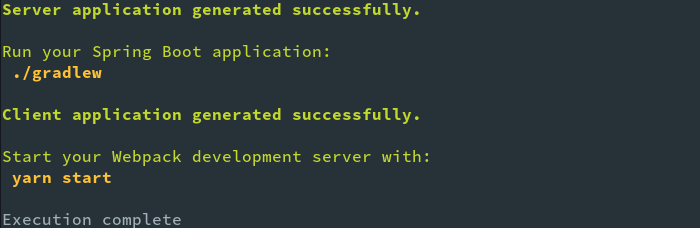 Server application generated successfully.
Run your Spring Boot application:
./gradlew
Client application generated successfully.
Start your Webpack development server with:
yarn start
Execution complete